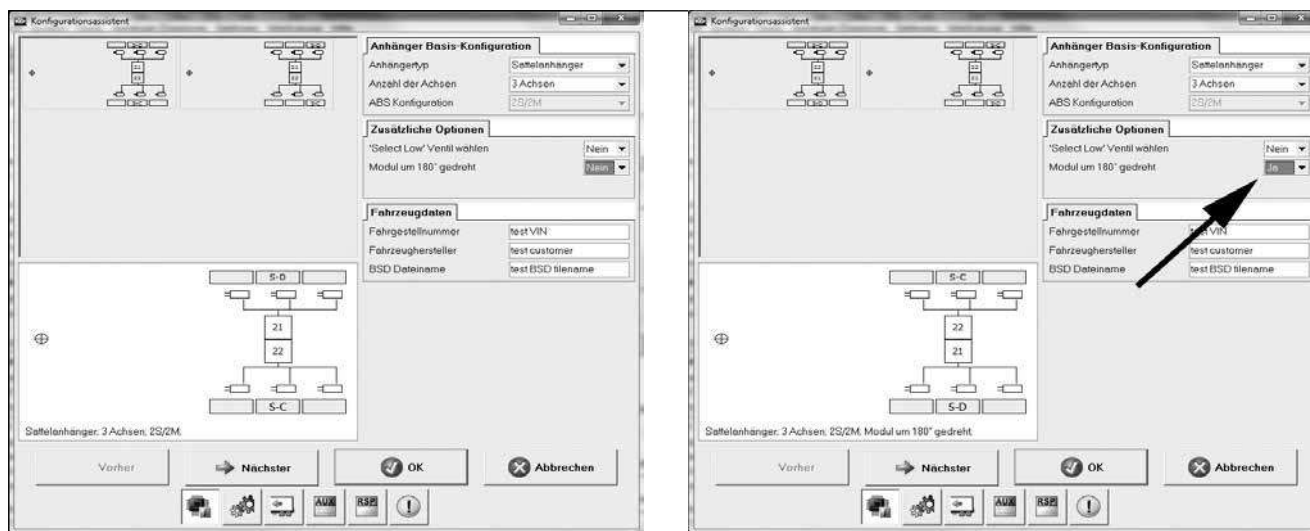 Konfigurationsassistent
Anhänger Basis-Konfiguration
Anhängertyp Sattelanhänger
Anzahl der Achsen 3 Achsen
ABS Konfiguration 2S/2M
Zusätzliche Optionen
'Select Low' Ventil wählen Nein
Modul um 180° gedreht Nein
Fahrzeugdaten
Fahrgestellnummer test VIN
Fahrzeughersteller test customer
BSD Dateiname test BSD filename
S-D
21
22
S-C
Sattelanhänger, 3 Achsen, 2S/2M,
Vorher Nächster OK Abbrechen
AUX RSP
Konfigurationsassistent
Anhänger Basis-Konfiguration
Anhängertyp Sattelanhänger
Anzahl der Achsen 3 Achsen
ABS Konfiguration 2S/2M
Zusätzliche Optionen
'Select Low' Ventil wählen Nein
Modul um 180° gedreht Ja
Fahrzeugdaten
Fahrgestellnummer test VIN
Fahrzeughersteller test customer
BSD Dateiname test BSD filename
S-C
22
21
S-D
Sattelanhänger, 3 Achsen, 2S/2M, Modul um 180° gedreht
Vorher Nächster OK Abbrechen
AUX RSP